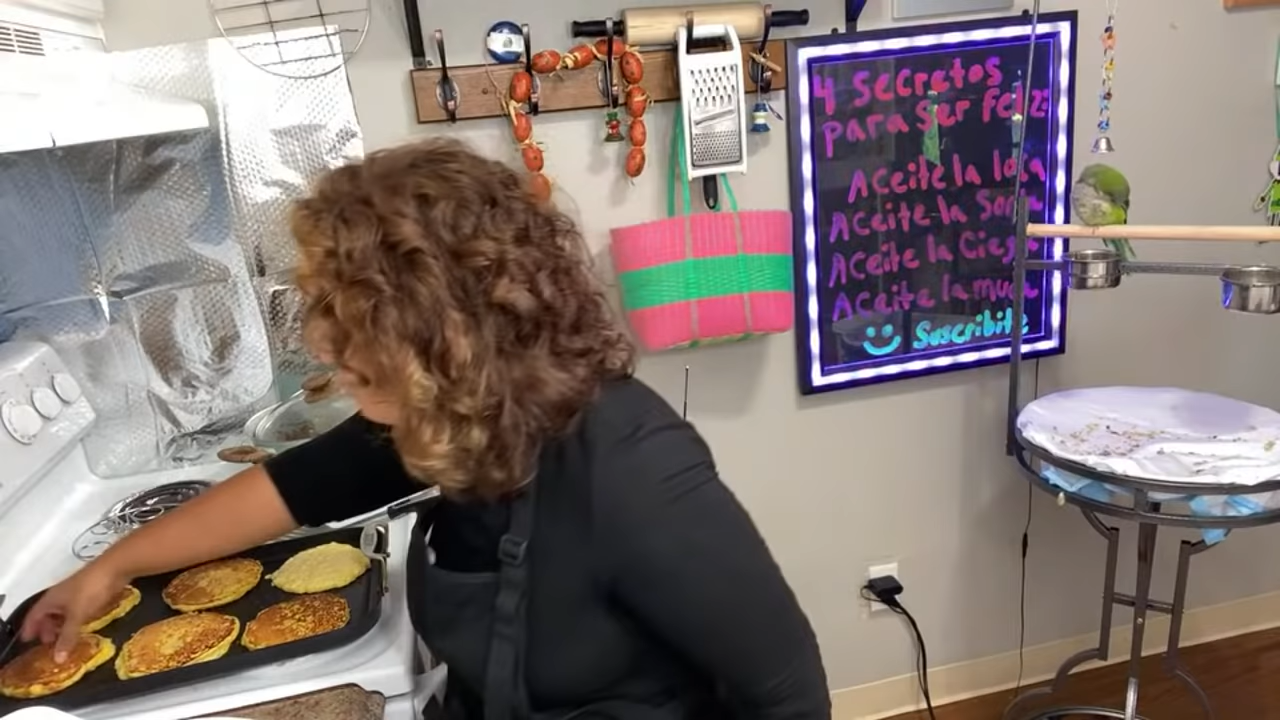 4 Secretos
para Ser Feliz
Aceite la loca
Aceite la Sorda
Aceite la Ciega
Aceite la muda
Suscribite